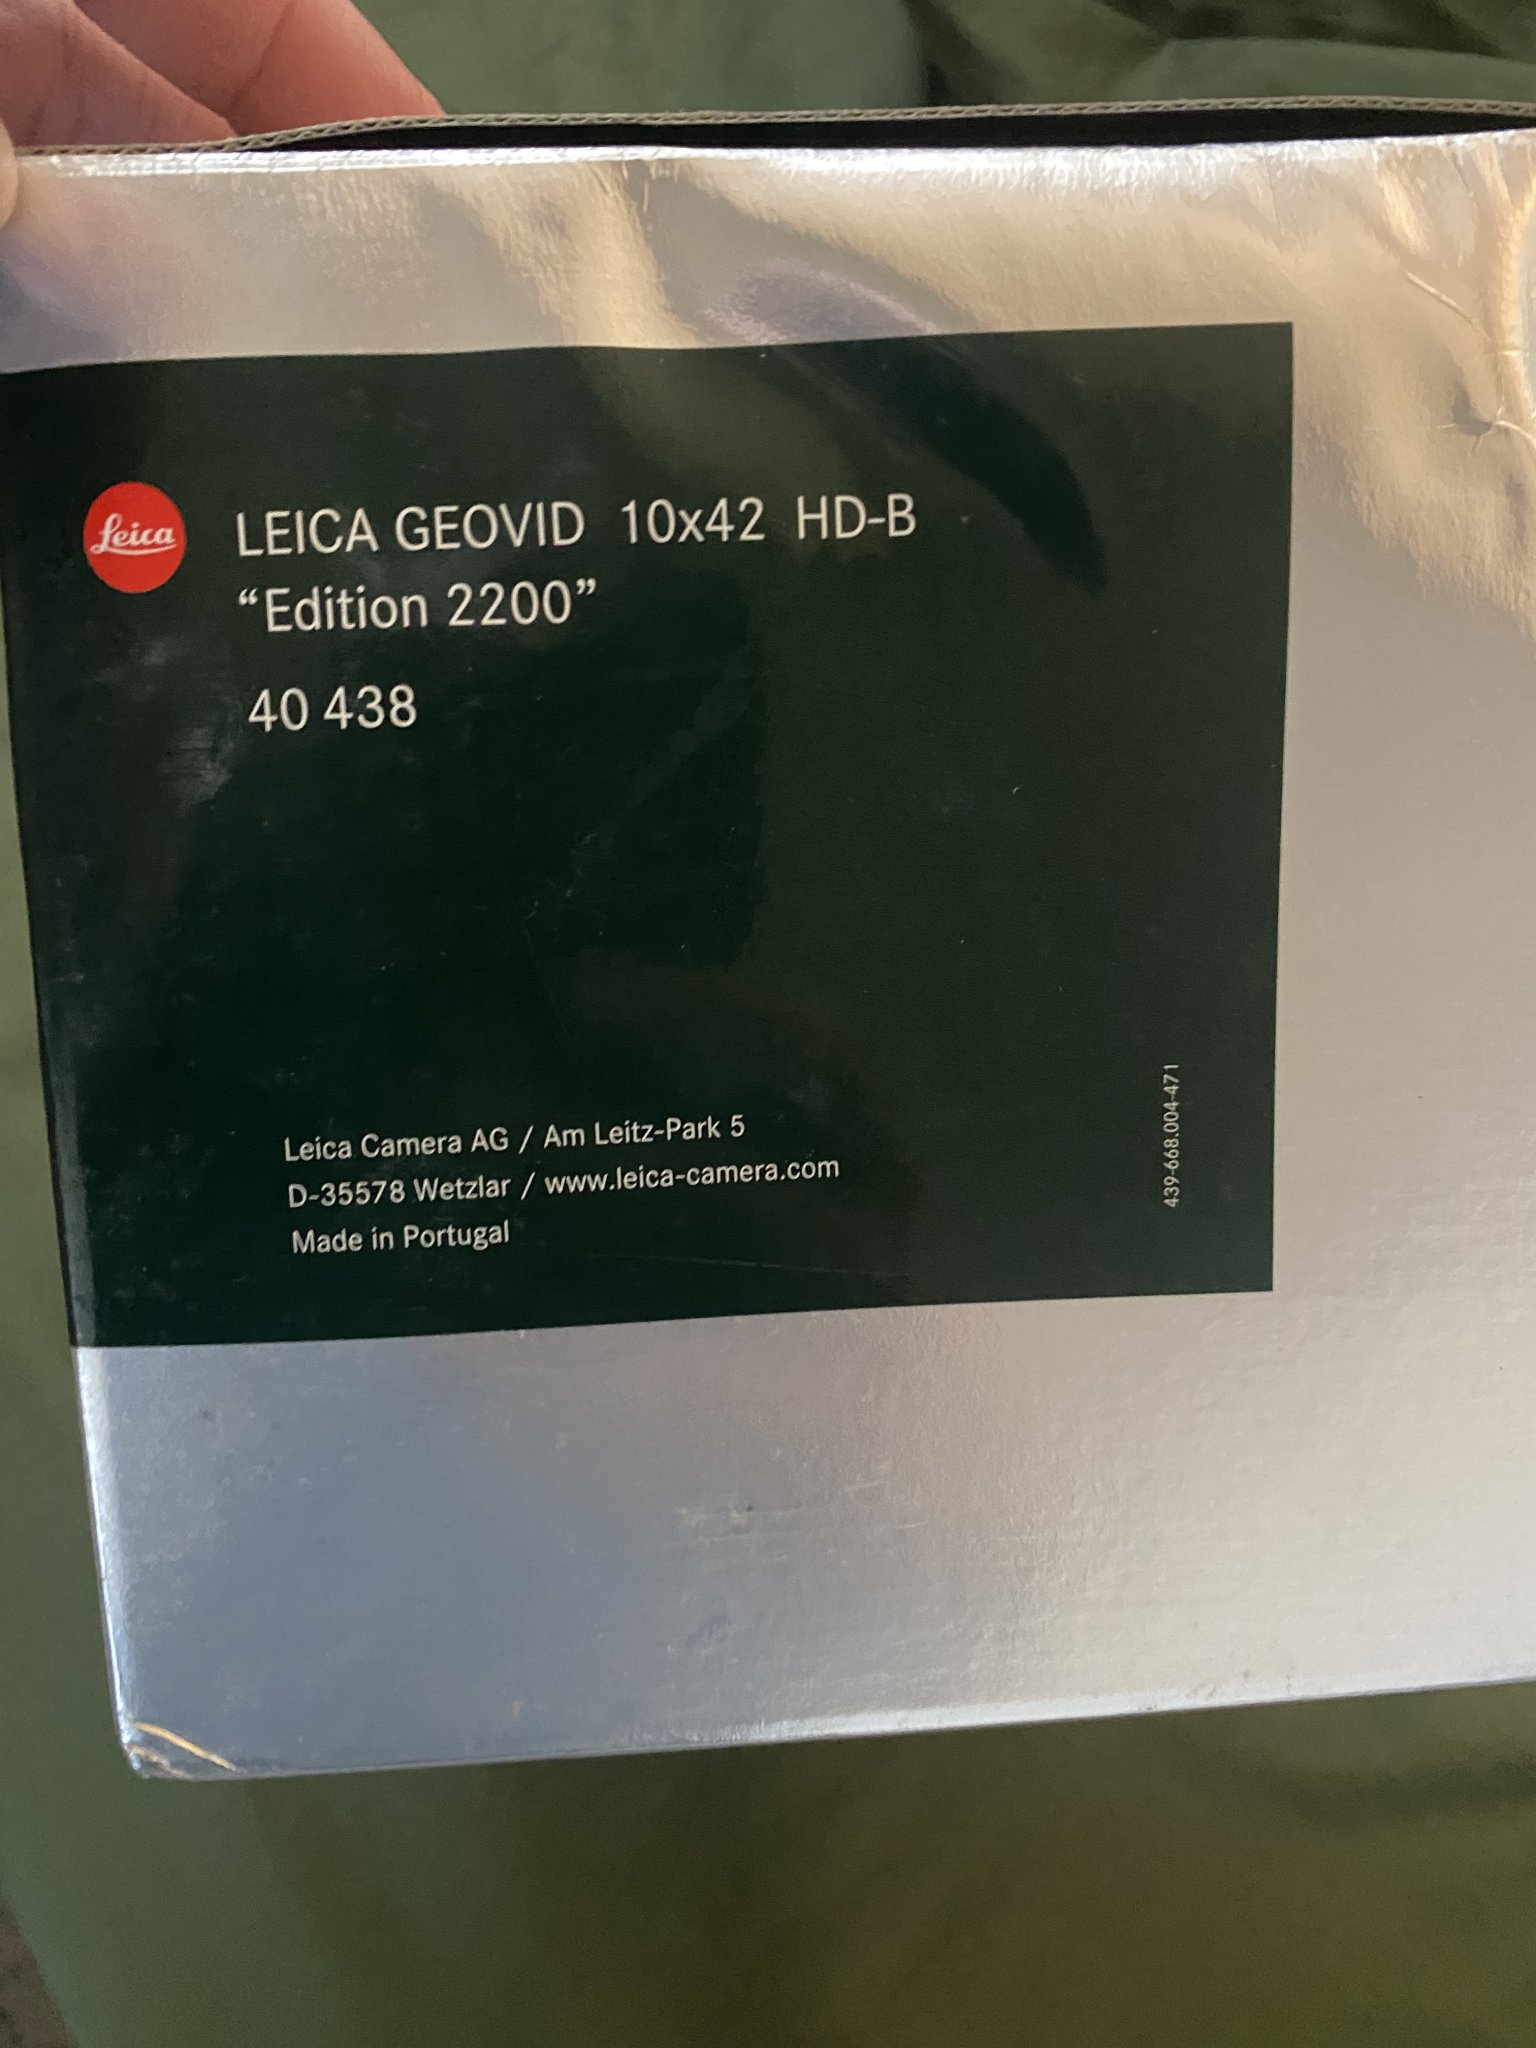 Leica
LEICA GEOVID 10x42 HD-B
“Edition 2200”
40 438
Leica Camera AG / Am Leitz-Park 5
D-35578 Wetzlar / www.leica-camera.com
Made in Portugal
439-668.004-471